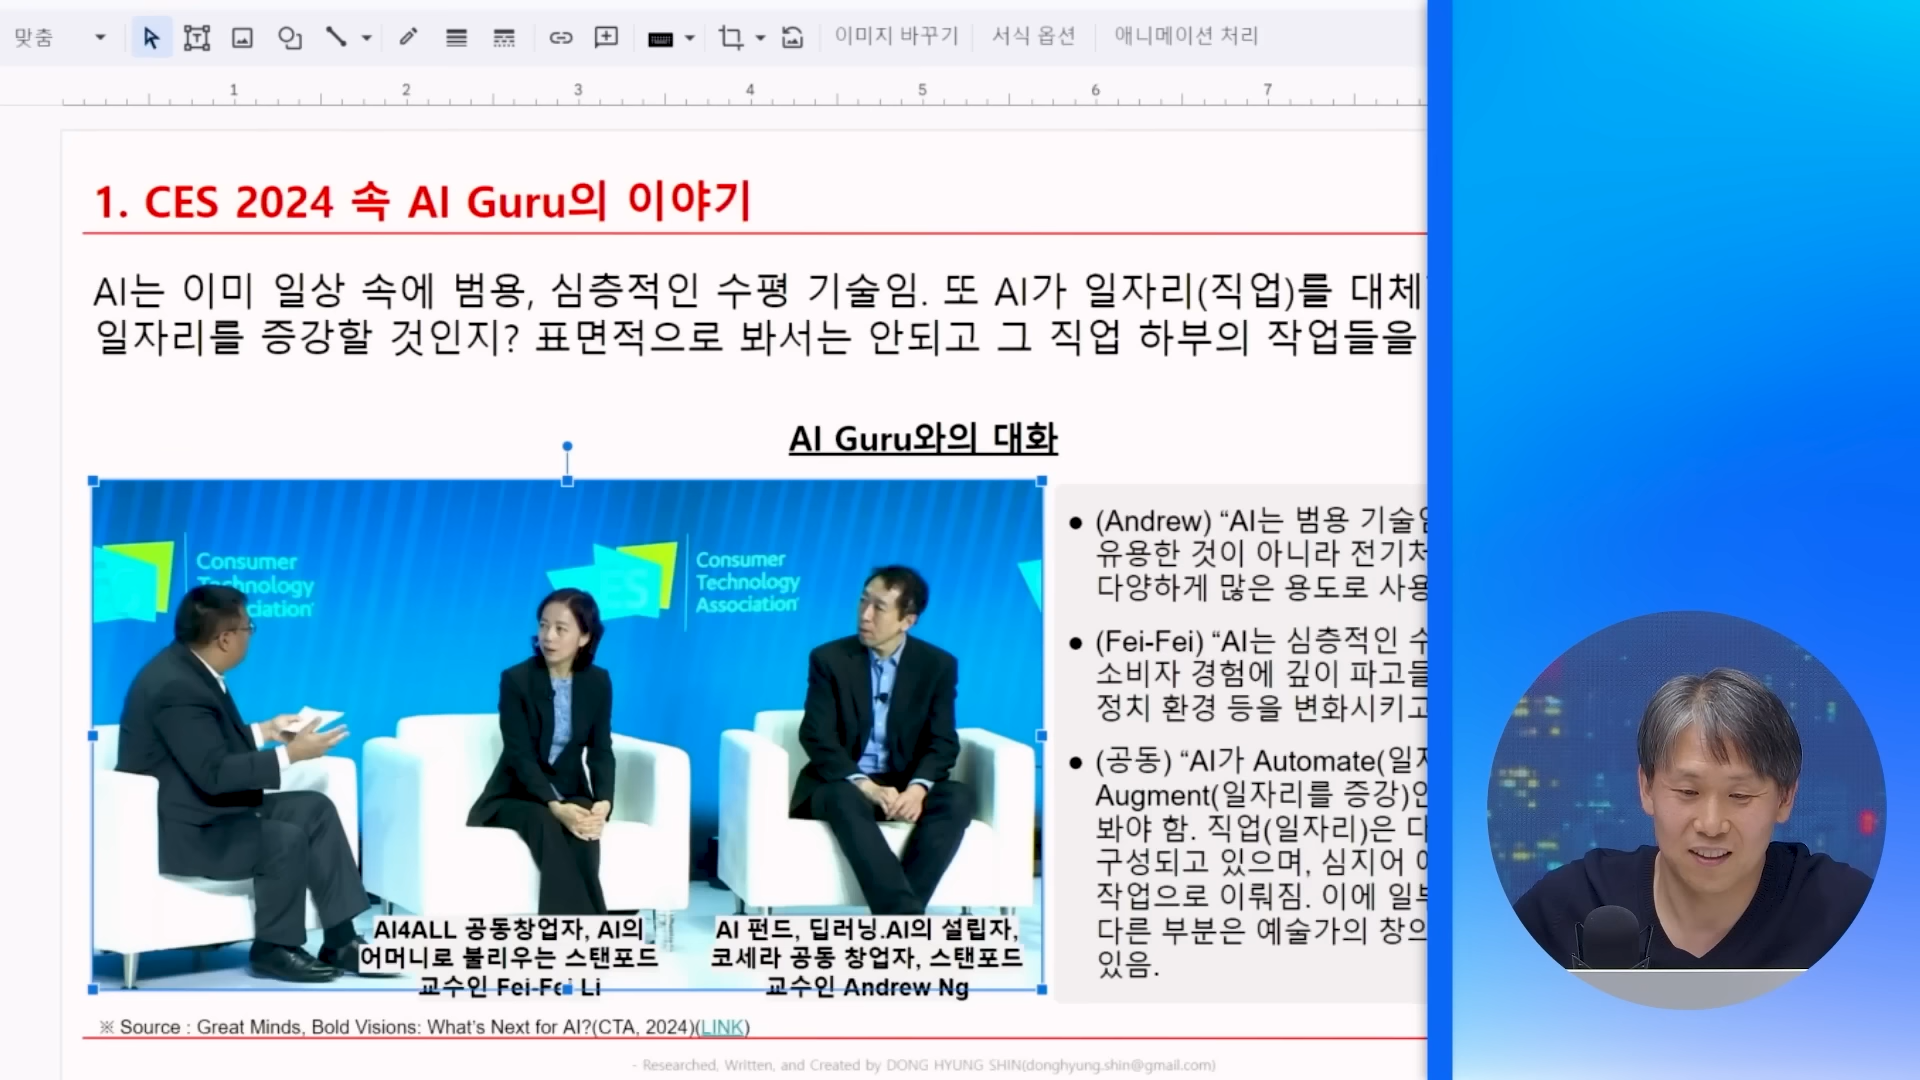 맞춤
이미지 바꾸기
서식 옵션
애니메이션 처리
1 2 3 4 5 6 7
1. CES 2024 속 AI Guru의 이야기
AI는 이미 일상 속에 범용, 심층적인 수평 기술임. 또 AI가 일자리(직업)를 대체
일자리를 증강할 것인지? 표면적으로 봐서는 안되고 그 직업 하부의 작업들을
AI Guru와의 대화
Consumer
Technology
Association
Consumer
Technology
Association
AI4ALL 공동창업자, AI의
어머니로 불리우는 스탠포드
교수인 Fei-Fei Li
AI 펀드, 딥러닝.AI의 설립자,
코세라 공동 창업자, 스탠포드
교수인 Andrew Ng
● (Andrew) “AI는 범용 기술임
유용한 것이 아니라 전기처
다양하게 많은 용도로 사용
● (Fei-Fei) “AI는 심층적인 수
소비자 경험에 깊이 파고들
정치 환경 등을 변화시키고
● (공동) “AI가 Automate(일자
Augment(일자리를 증강)인
봐야 함. 직업(일자리)은 다
구성되고 있으며, 심지어
작업으로 이뤄짐. 이에 일부
다른 부분은 예술가의 창의
있음.
※ Source : Great Minds, Bold Visions: What’s Next for AI?(CTA, 2024)(LINK)
- Researched, Written, and Created by DONG HYUNG SHIN(donghyung.shin@gmail.com)